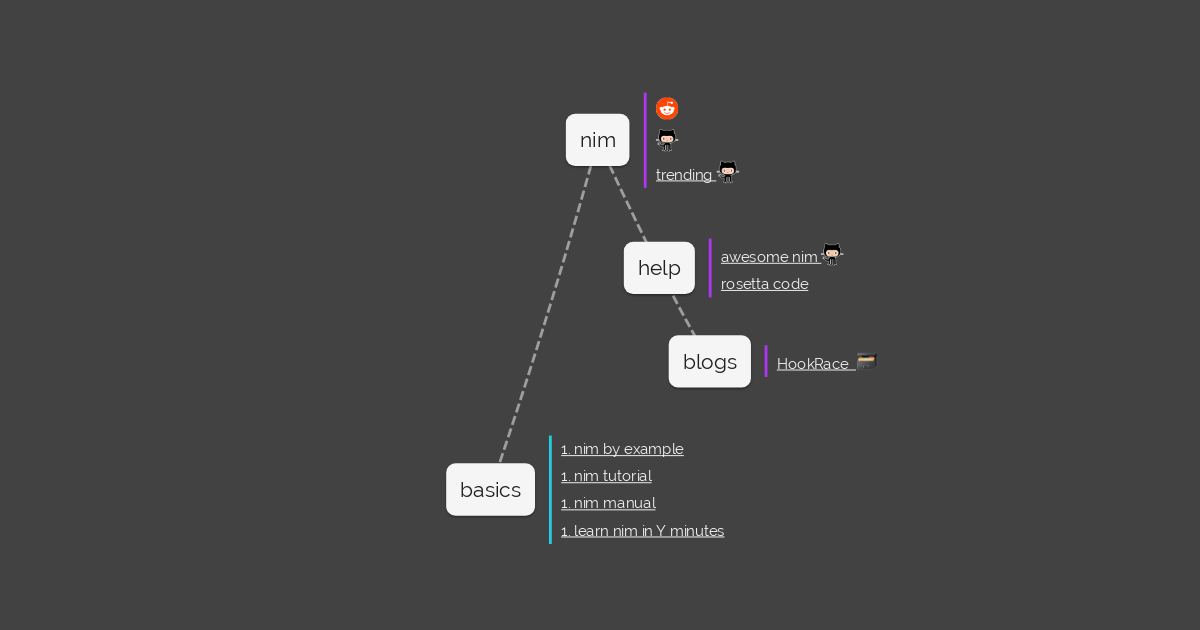 nim
trending
help
awesome nim
rosetta code
blogs
HookRace
basics
1. nim by example
1. nim tutorial
1. nim manual
1. learn nim in Y minutes